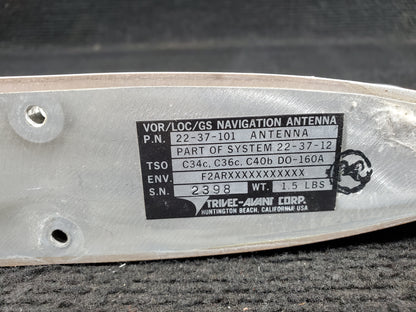 VOR/LOC/GS NAVIGATION ANTENNA
P.N. 22-37-101 ANTENNA
PART OF SYSTEM 22-37-12
TSO C34c, C36c, C40b DO-160A
ENV. F2ARXXXXXXXXXXX
S.N. 2398 WT. 1.5 LBS
TRIVEC-AVANT CORP.
HUNTINGTON BEACH, CALIFORNIA USA